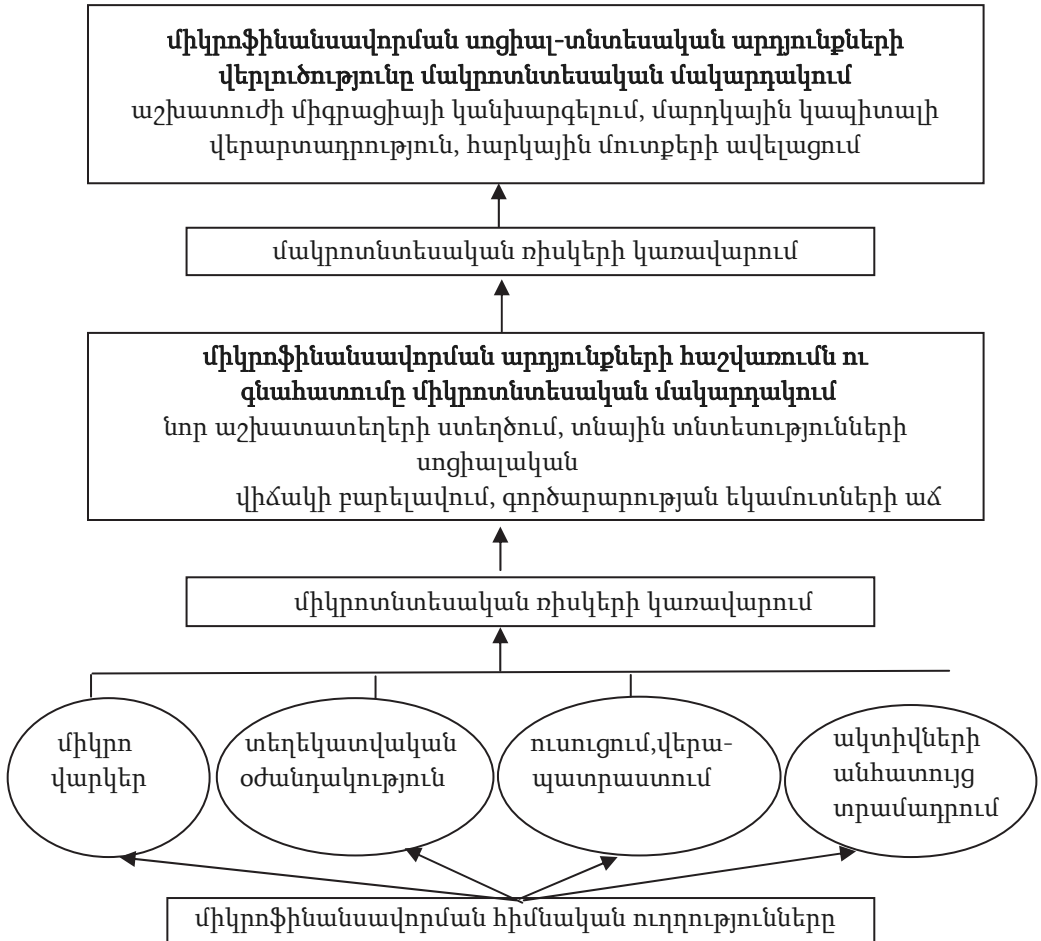 միկրոֆինանսավորման սոցիալ-տնտեսական արդյունքների
վերլուծությունը մակրոտնտեսական մակարդակում
աշխատուժի միգրացիայի կանխարգելում, մարդկային կապիտալի
վերարտադրություն, հարկային մուտքերի ավելացում
մակրոտնտեսական ռիսկերի կառավարում
միկրոֆինանսավորման արդյունքների հաշվառումն ու
գնահատումը միկրոտնտեսական մակարդակում
նոր աշխատատեղերի ստեղծում, տնային տնտեսությունների
սոցիալական
վիճակի բարելավում, գործարարության եկամուտների աճ
միկրոտնտեսական ռիսկերի կառավարում
միկրո
վարկեր
տեղեկատվական
օժանդակություն
ուսուցում,վերա-
պատրաստում
ակտիվների
անհատույց
տրամադրում
միկրոֆինանսավորման հիմնական ուղղությունները